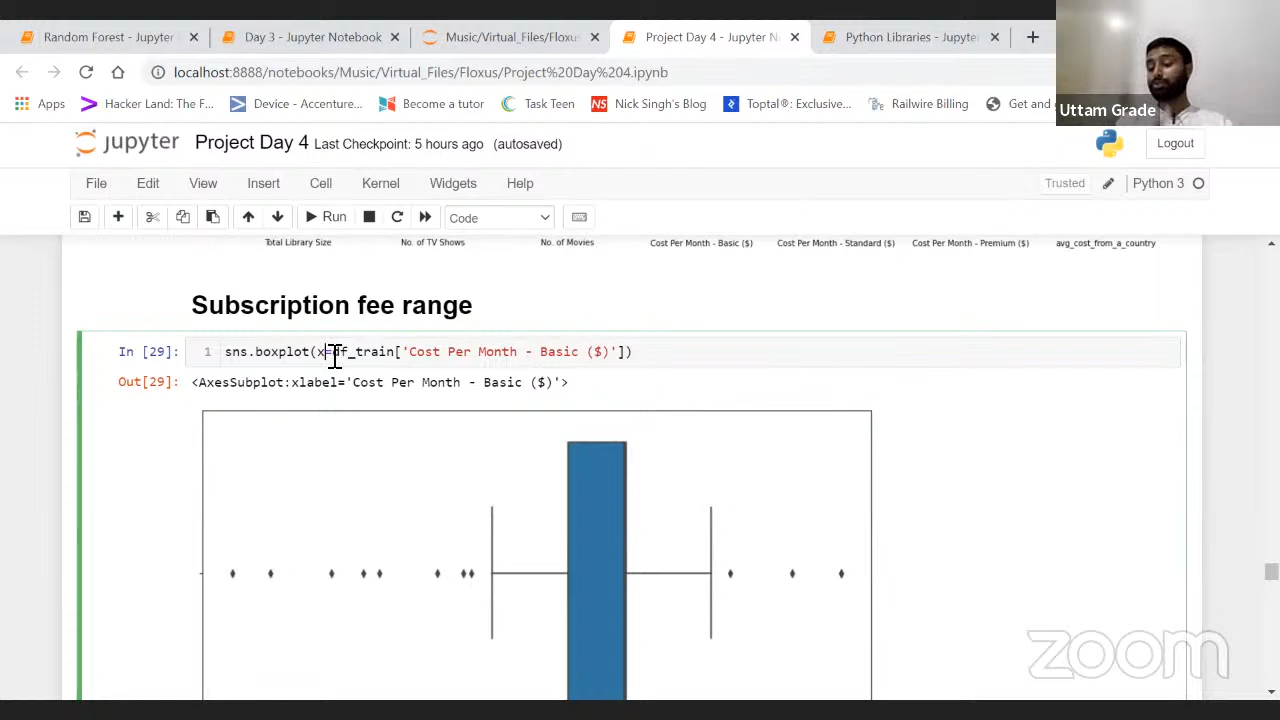 Random Forest - Jupyter
Day 3 - Jupyter Notebook
Music/Virtual_Files/Floxus
Project Day 4 - Jupyter N
Python Libraries - Jupyter
localhost:8888/notebooks/Music/Virtual_Files/Floxus/Project%20Day%204.ipynb
Apps
Hacker Land: The F...
Device - Accenture...
Become a tutor
Task Teen
NS Nick Singh's Blog
Toptal®: Exclusive...
Railwire Billing
Get and
Uttam Grade
jupyter Project Day 4 Last Checkpoint: 5 hours ago (autosaved)
Logout
File Edit View Insert Cell Kernel Widgets Help
Trusted Python 3
Run Code
Total Library Size No. of TV Shows No. of Movies Cost Per Month - Basic ($) Cost Per Month - Standard ($) Cost Per Month - Premium ($) avg_cost_from_a_country
Subscription fee range
In [29]: 1 sns.boxplot(x=df_train['Cost Per Month - Basic ($)'])
Out[29]: <AxesSubplot:xlabel='Cost Per Month - Basic ($)'>
zoom